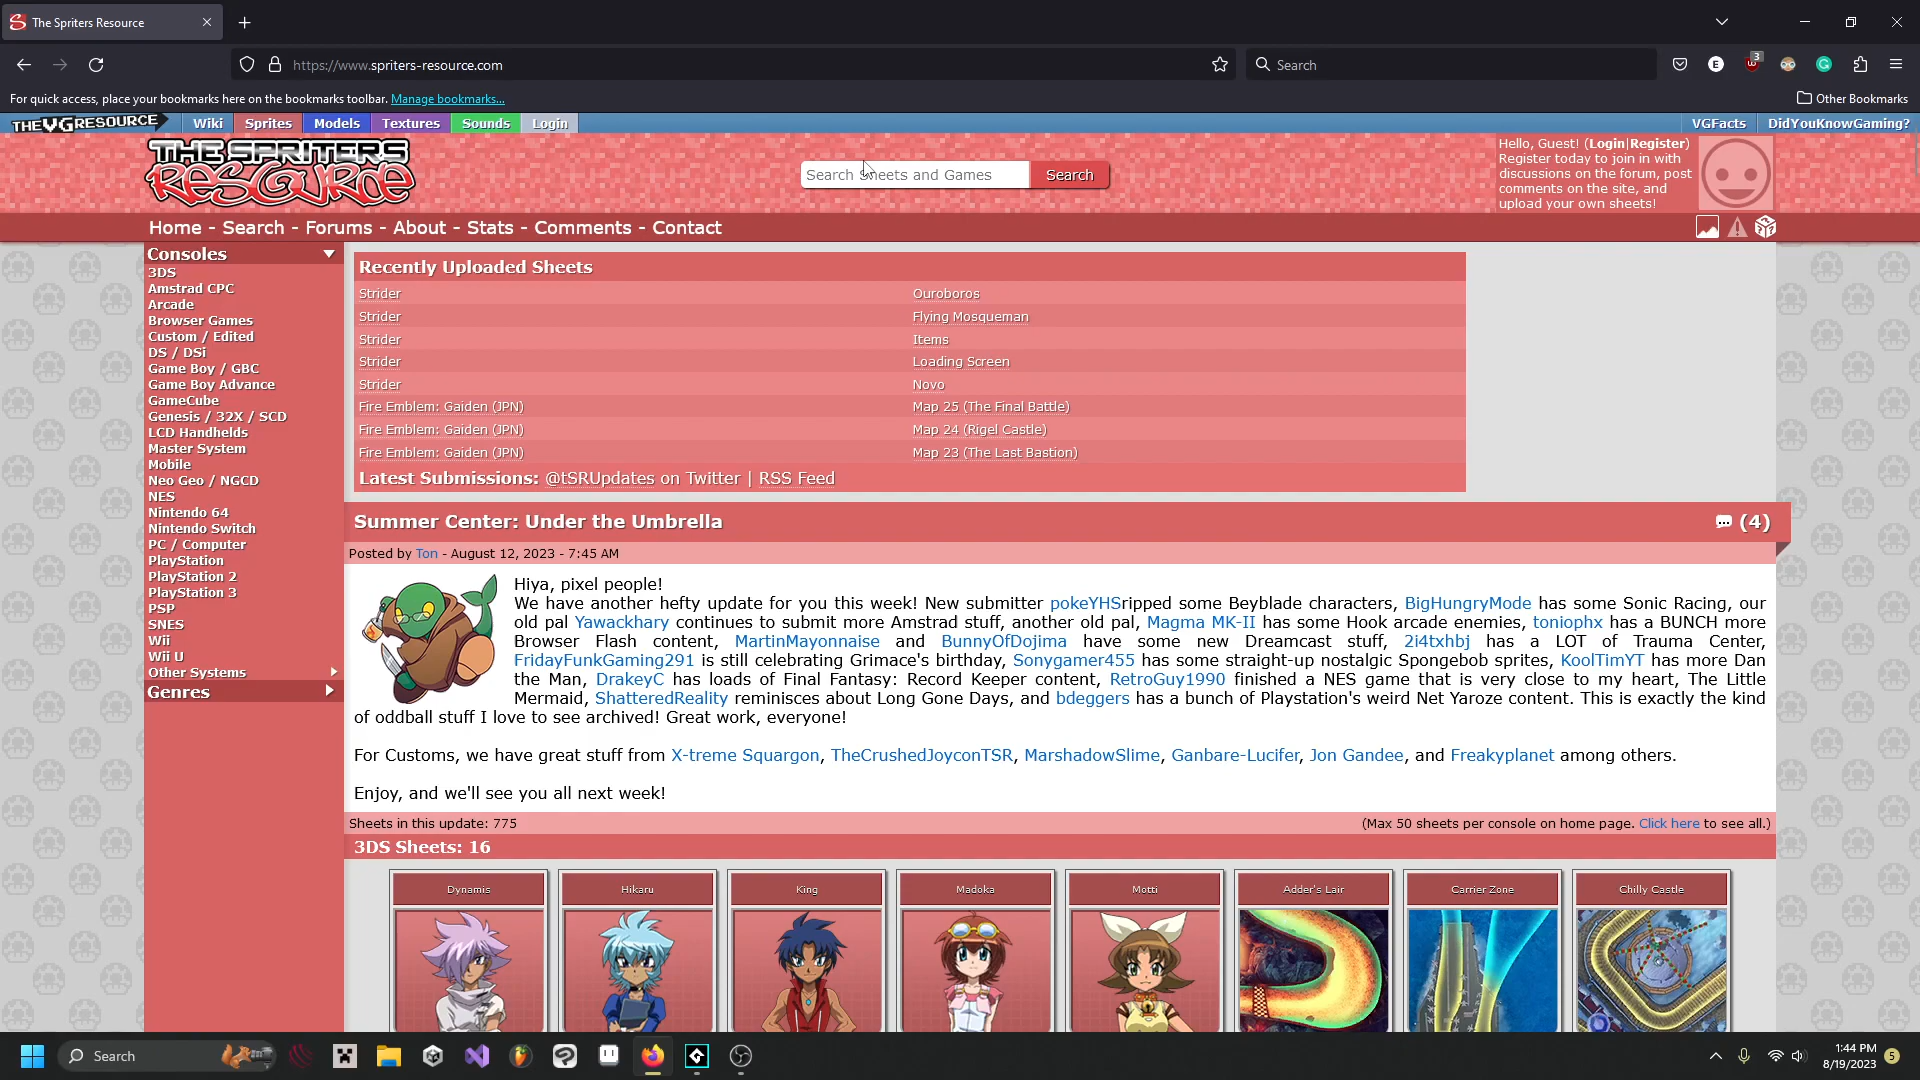 The Spriters Resource
https://www.spriters-resource.com
Search
3
For quick access, place your bookmarks here on the bookmarks toolbar. Manage bookmarks...
Other Bookmarks
THE VG RESOURCE
Wiki
Sprites
Models
Textures
Sounds
Login
VGFacts
DidYouKnowGaming?
THE SPRITERS
RESOURCE
Search Sheets and Games
Search
Hello, Guest! (Login|Register)
Register today to join in with
discussions on the forum, post
comments on the site, and
upload your own sheets!
Home - Search - Forums - About - Stats - Comments - Contact
Consoles
3DS
Amstrad CPC
Arcade
Browser Games
Custom / Edited
DS / DSi
Game Boy / GBC
Game Boy Advance
GameCube
Genesis / 32X / SCD
LCD Handhelds
Master System
Mobile
Neo Geo / NGCD
NES
Nintendo 64
Nintendo Switch
PC / Computer
PlayStation
PlayStation 2
PlayStation 3
PSP
SNES
Wii
Wii U
Other Systems
Genres
Recently Uploaded Sheets
Strider Ouroboros
Strider Flying Mosqueman
Strider Items
Strider Loading Screen
Strider Novo
Fire Emblem: Gaiden (JPN) Map 25 (The Final Battle)
Fire Emblem: Gaiden (JPN) Map 24 (Rigel Castle)
Fire Emblem: Gaiden (JPN) Map 23 (The Last Bastion)
Latest Submissions: @tSRUpdates on Twitter | RSS Feed
Summer Center: Under the Umbrella
(4)
Posted by Ton - August 12, 2023 - 7:45 AM
Hiya, pixel people!
We have another hefty update for you this week! New submitter pokeYHSripped some Beyblade characters, BigHungryMode has some Sonic Racing, our
old pal Yawackhary continues to submit more Amstrad stuff, another old pal, Magma MK-II has some Hook arcade enemies, toniophx has a BUNCH more
Browser Flash content, MartinMayonnaise and BunnyOfDojima have some new Dreamcast stuff, 2i4txhbj has a LOT of Trauma Center,
FridayFunkGaming291 is still celebrating Grimace's birthday, Sonygamer455 has some straight-up nostalgic Spongebob sprites, KoolTimYT has more Dan
the Man, DrakeyC has loads of Final Fantasy: Record Keeper content, RetroGuy1990 finished a NES game that is very close to my heart, The Little
Mermaid, ShatteredReality reminisces about Long Gone Days, and bdeggers has a bunch of Playstation's weird Net Yaroze content. This is exactly the kind
of oddball stuff I love to see archived! Great work, everyone!
For Customs, we have great stuff from X-treme Squargon, TheCrushedJoyconTSR, MarshadowSlime, Ganbare-Lucifer, Jon Gandee, and Freakyplanet among others.
Enjoy, and we'll see you all next week!
Sheets in this update: 775
(Max 50 sheets per console on home page. Click here to see all.)
3DS Sheets: 16
Dynamis
Hikaru
King
Madoka
Motti
Adder's Lair
Carrier Zone
Chilly Castle
Search
1:44 PM
8/19/2023
5